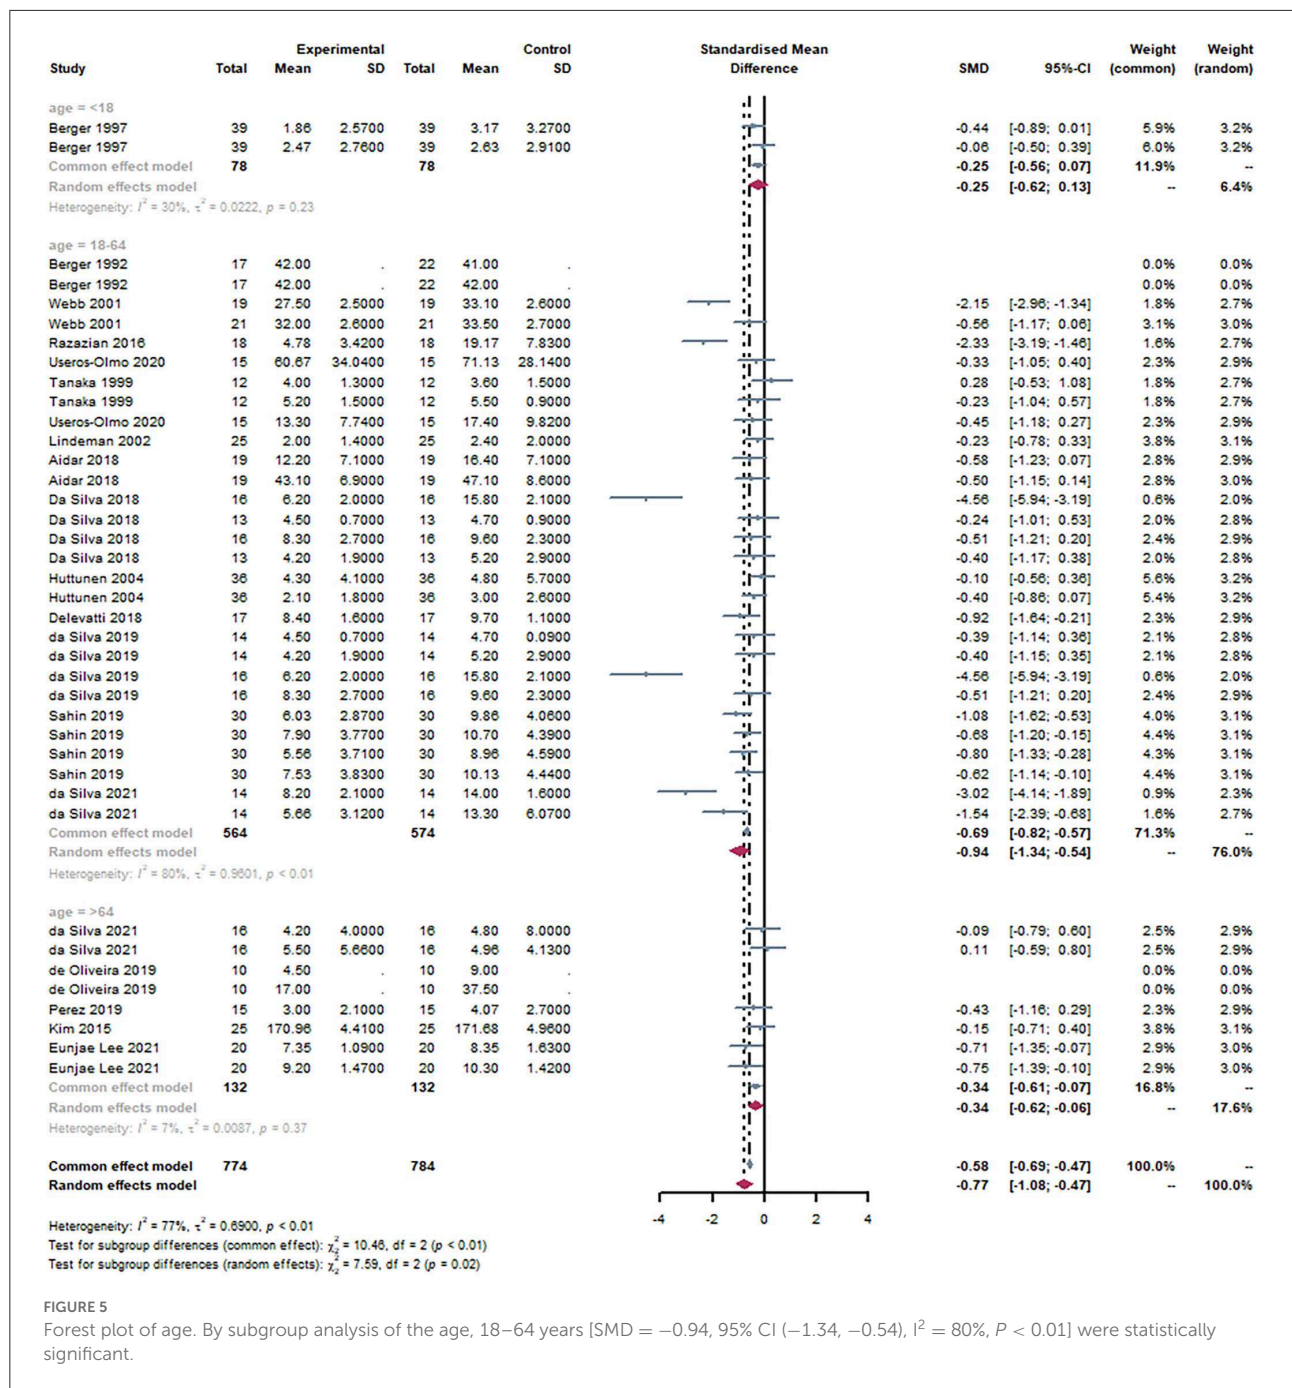 Experimental Control Standardised Mean Weight Weight
Study Total Mean SD Total Mean SD Difference SMD 95%-CI (common) (random)
age = <18
Berger 1997 39 1.86 2.5700 39 3.17 3.2700 -0.44 [-0.89; 0.01] 5.9% 3.2%
Berger 1997 39 2.47 2.7600 39 2.63 2.9100 -0.06 [-0.50; 0.39] 6.0% 3.2%
Common effect model 78 78 -0.25 [-0.56; 0.07] 11.9% --
Random effects model -0.25 [-0.62; 0.13] -- 6.4%
Heterogeneity: I² = 30%, τ² = 0.0222, p = 0.23
age = 18-64
Berger 1992 17 42.00 . 22 41.00 . 0.0% 0.0%
Berger 1992 17 42.00 . 22 42.00 . 0.0% 0.0%
Webb 2001 19 27.50 2.5000 19 33.10 2.6000 -2.15 [-2.96; -1.34] 1.8% 2.7%
Webb 2001 21 32.00 2.6000 21 33.50 2.7000 -0.56 [-1.17; 0.06] 3.1% 3.0%
Razazian 2016 18 4.78 3.4200 18 19.17 7.8300 -2.33 [-3.19; -1.46] 1.6% 2.7%
Useros-Olmo 2020 15 60.67 34.0400 15 71.13 28.1400 -0.33 [-1.05; 0.40] 2.3% 2.9%
Tanaka 1999 12 4.00 1.3000 12 3.60 1.5000 0.28 [-0.53; 1.08] 1.8% 2.7%
Tanaka 1999 12 5.20 1.5000 12 5.50 0.9000 -0.23 [-1.04; 0.57] 1.8% 2.7%
Useros-Olmo 2020 15 13.30 7.7400 15 17.40 9.8200 -0.45 [-1.18; 0.27] 2.3% 2.9%
Lindeman 2002 25 2.00 1.4000 25 2.40 2.0000 -0.23 [-0.78; 0.33] 3.8% 3.1%
Aidar 2018 19 12.20 7.1000 19 16.40 7.1000 -0.58 [-1.23; 0.07] 2.8% 2.9%
Aidar 2018 19 43.10 6.9000 19 47.10 8.6000 -0.50 [-1.15; 0.14] 2.8% 3.0%
Da Silva 2018 16 6.20 2.0000 16 15.80 2.1000 -4.56 [-5.94; -3.19] 0.6% 2.0%
Da Silva 2018 13 4.50 0.7000 13 4.70 0.9000 -0.24 [-1.01; 0.53] 2.0% 2.8%
Da Silva 2018 16 8.30 2.7000 16 9.60 2.3000 -0.51 [-1.21; 0.20] 2.4% 2.9%
Da Silva 2018 13 4.20 1.9000 13 5.20 2.9000 -0.40 [-1.17; 0.38] 2.0% 2.8%
Huttunen 2004 36 4.30 4.1000 36 4.80 5.7000 -0.10 [-0.56; 0.36] 5.6% 3.2%
Huttunen 2004 36 2.10 1.8000 36 3.00 2.6000 -0.40 [-0.86; 0.07] 5.4% 3.2%
Delevatti 2018 17 8.40 1.6000 17 9.70 1.1000 -0.92 [-1.64; -0.21] 2.3% 2.9%
da Silva 2019 14 4.50 0.7000 14 4.70 0.0900 -0.39 [-1.14; 0.36] 2.1% 2.8%
da Silva 2019 14 4.20 1.9000 14 5.20 2.9000 -0.40 [-1.15; 0.35] 2.1% 2.8%
da Silva 2019 16 6.20 2.0000 16 15.80 2.1000 -4.56 [-5.94; -3.19] 0.6% 2.0%
da Silva 2019 16 8.30 2.7000 16 9.60 2.3000 -0.51 [-1.21; 0.20] 2.4% 2.9%
Sahin 2019 30 6.03 2.8700 30 9.86 4.0600 -1.08 [-1.62; -0.53] 4.0% 3.1%
Sahin 2019 30 7.90 3.7700 30 10.70 4.3900 -0.68 [-1.20; -0.15] 4.4% 3.1%
Sahin 2019 30 5.56 3.7100 30 8.96 4.5900 -0.80 [-1.33; -0.28] 4.3% 3.1%
Sahin 2019 30 7.53 3.8300 30 10.13 4.4400 -0.62 [-1.14; -0.10] 4.4% 3.1%
da Silva 2021 14 8.20 2.1000 14 14.00 1.6000 -3.02 [-4.14; -1.89] 0.9% 2.3%
da Silva 2021 14 5.66 3.1200 14 13.30 6.0700 -1.54 [-2.39; -0.68] 1.6% 2.7%
Common effect model 564 574 -0.69 [-0.82; -0.57] 71.3% --
Random effects model -0.94 [-1.34; -0.54] -- 76.0%
Heterogeneity: I² = 80%, τ² = 0.9601, p < 0.01
age = >64
da Silva 2021 16 4.20 4.0000 16 4.80 8.0000 -0.09 [-0.79; 0.60] 2.5% 2.9%
da Silva 2021 16 5.50 5.6600 16 4.96 4.1300 0.11 [-0.59; 0.80] 2.5% 2.9%
de Oliveira 2019 10 4.50 . 10 9.00 . 0.0% 0.0%
de Oliveira 2019 10 17.00 . 10 37.50 . 0.0% 0.0%
Perez 2019 15 3.00 2.1000 15 4.07 2.7000 -0.43 [-1.16; 0.29] 2.3% 2.9%
Kim 2015 25 170.96 4.4100 25 171.68 4.9600 -0.15 [-0.71; 0.40] 3.8% 3.1%
Eunjae Lee 2021 20 7.35 1.0900 20 8.35 1.6300 -0.71 [-1.35; -0.07] 2.9% 3.0%
Eunjae Lee 2021 20 9.20 1.4700 20 10.30 1.4200 -0.75 [-1.39; -0.10] 2.9% 3.0%
Common effect model 132 132 -0.34 [-0.61; -0.07] 16.8% --
Random effects model -0.34 [-0.62; -0.06] -- 17.6%
Heterogeneity: I² = 7%, τ² = 0.0087, p = 0.37
Common effect model 774 784 -0.58 [-0.69; -0.47] 100.0% --
Random effects model -0.77 [-1.08; -0.47] -- 100.0%
-4 -2 0 2 4
Heterogeneity: I² = 77%, τ² = 0.6900, p < 0.01
Test for subgroup differences (common effect): χ²₂ = 10.46, df = 2 (p < 0.01)
Test for subgroup differences (random effects): χ²₂ = 7.59, df = 2 (p = 0.02)
FIGURE 5
Forest plot of age. By subgroup analysis of the age, 18–64 years [SMD = −0.94, 95% CI (−1.34, −0.54), I² = 80%, P < 0.01] were statistically
significant.